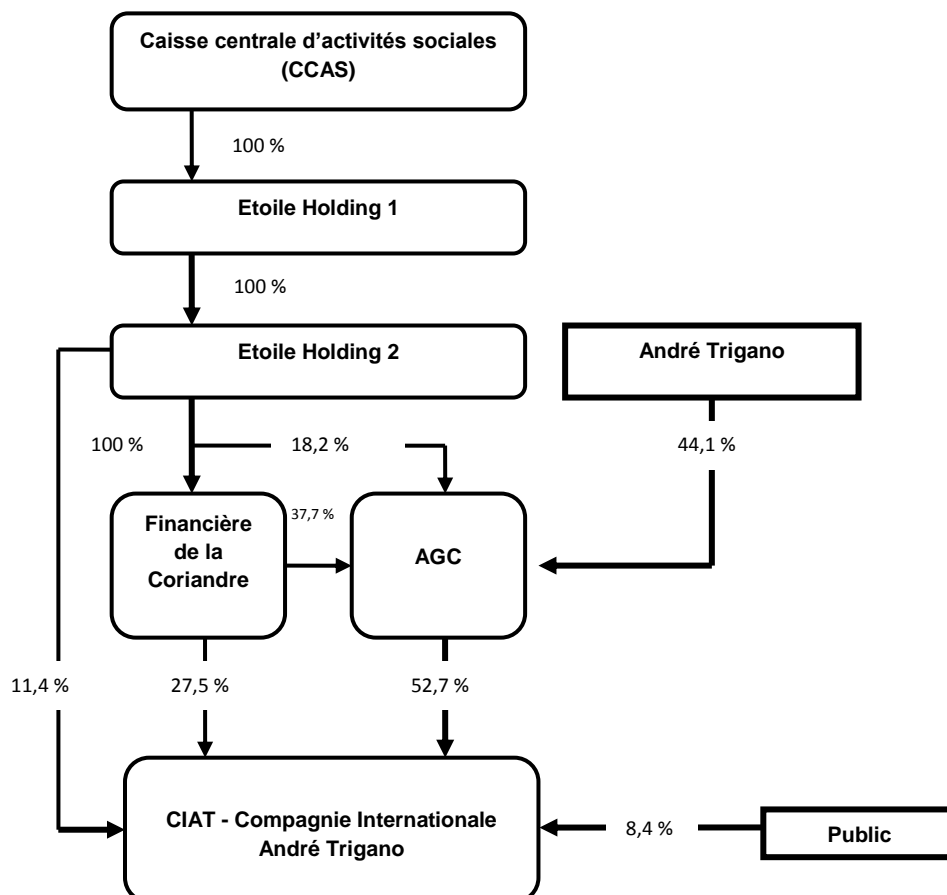 Caisse centrale d’activités sociales
(CCAS)
100 %
Etoile Holding 1
100 %
Etoile Holding 2
André Trigano
100 %
18,2 %
44,1 %
37,7 %
Financière
de la
Coriandre
AGC
11,4 %
27,5 %
52,7 %
CIAT - Compagnie Internationale
André Trigano
8,4 %
Public